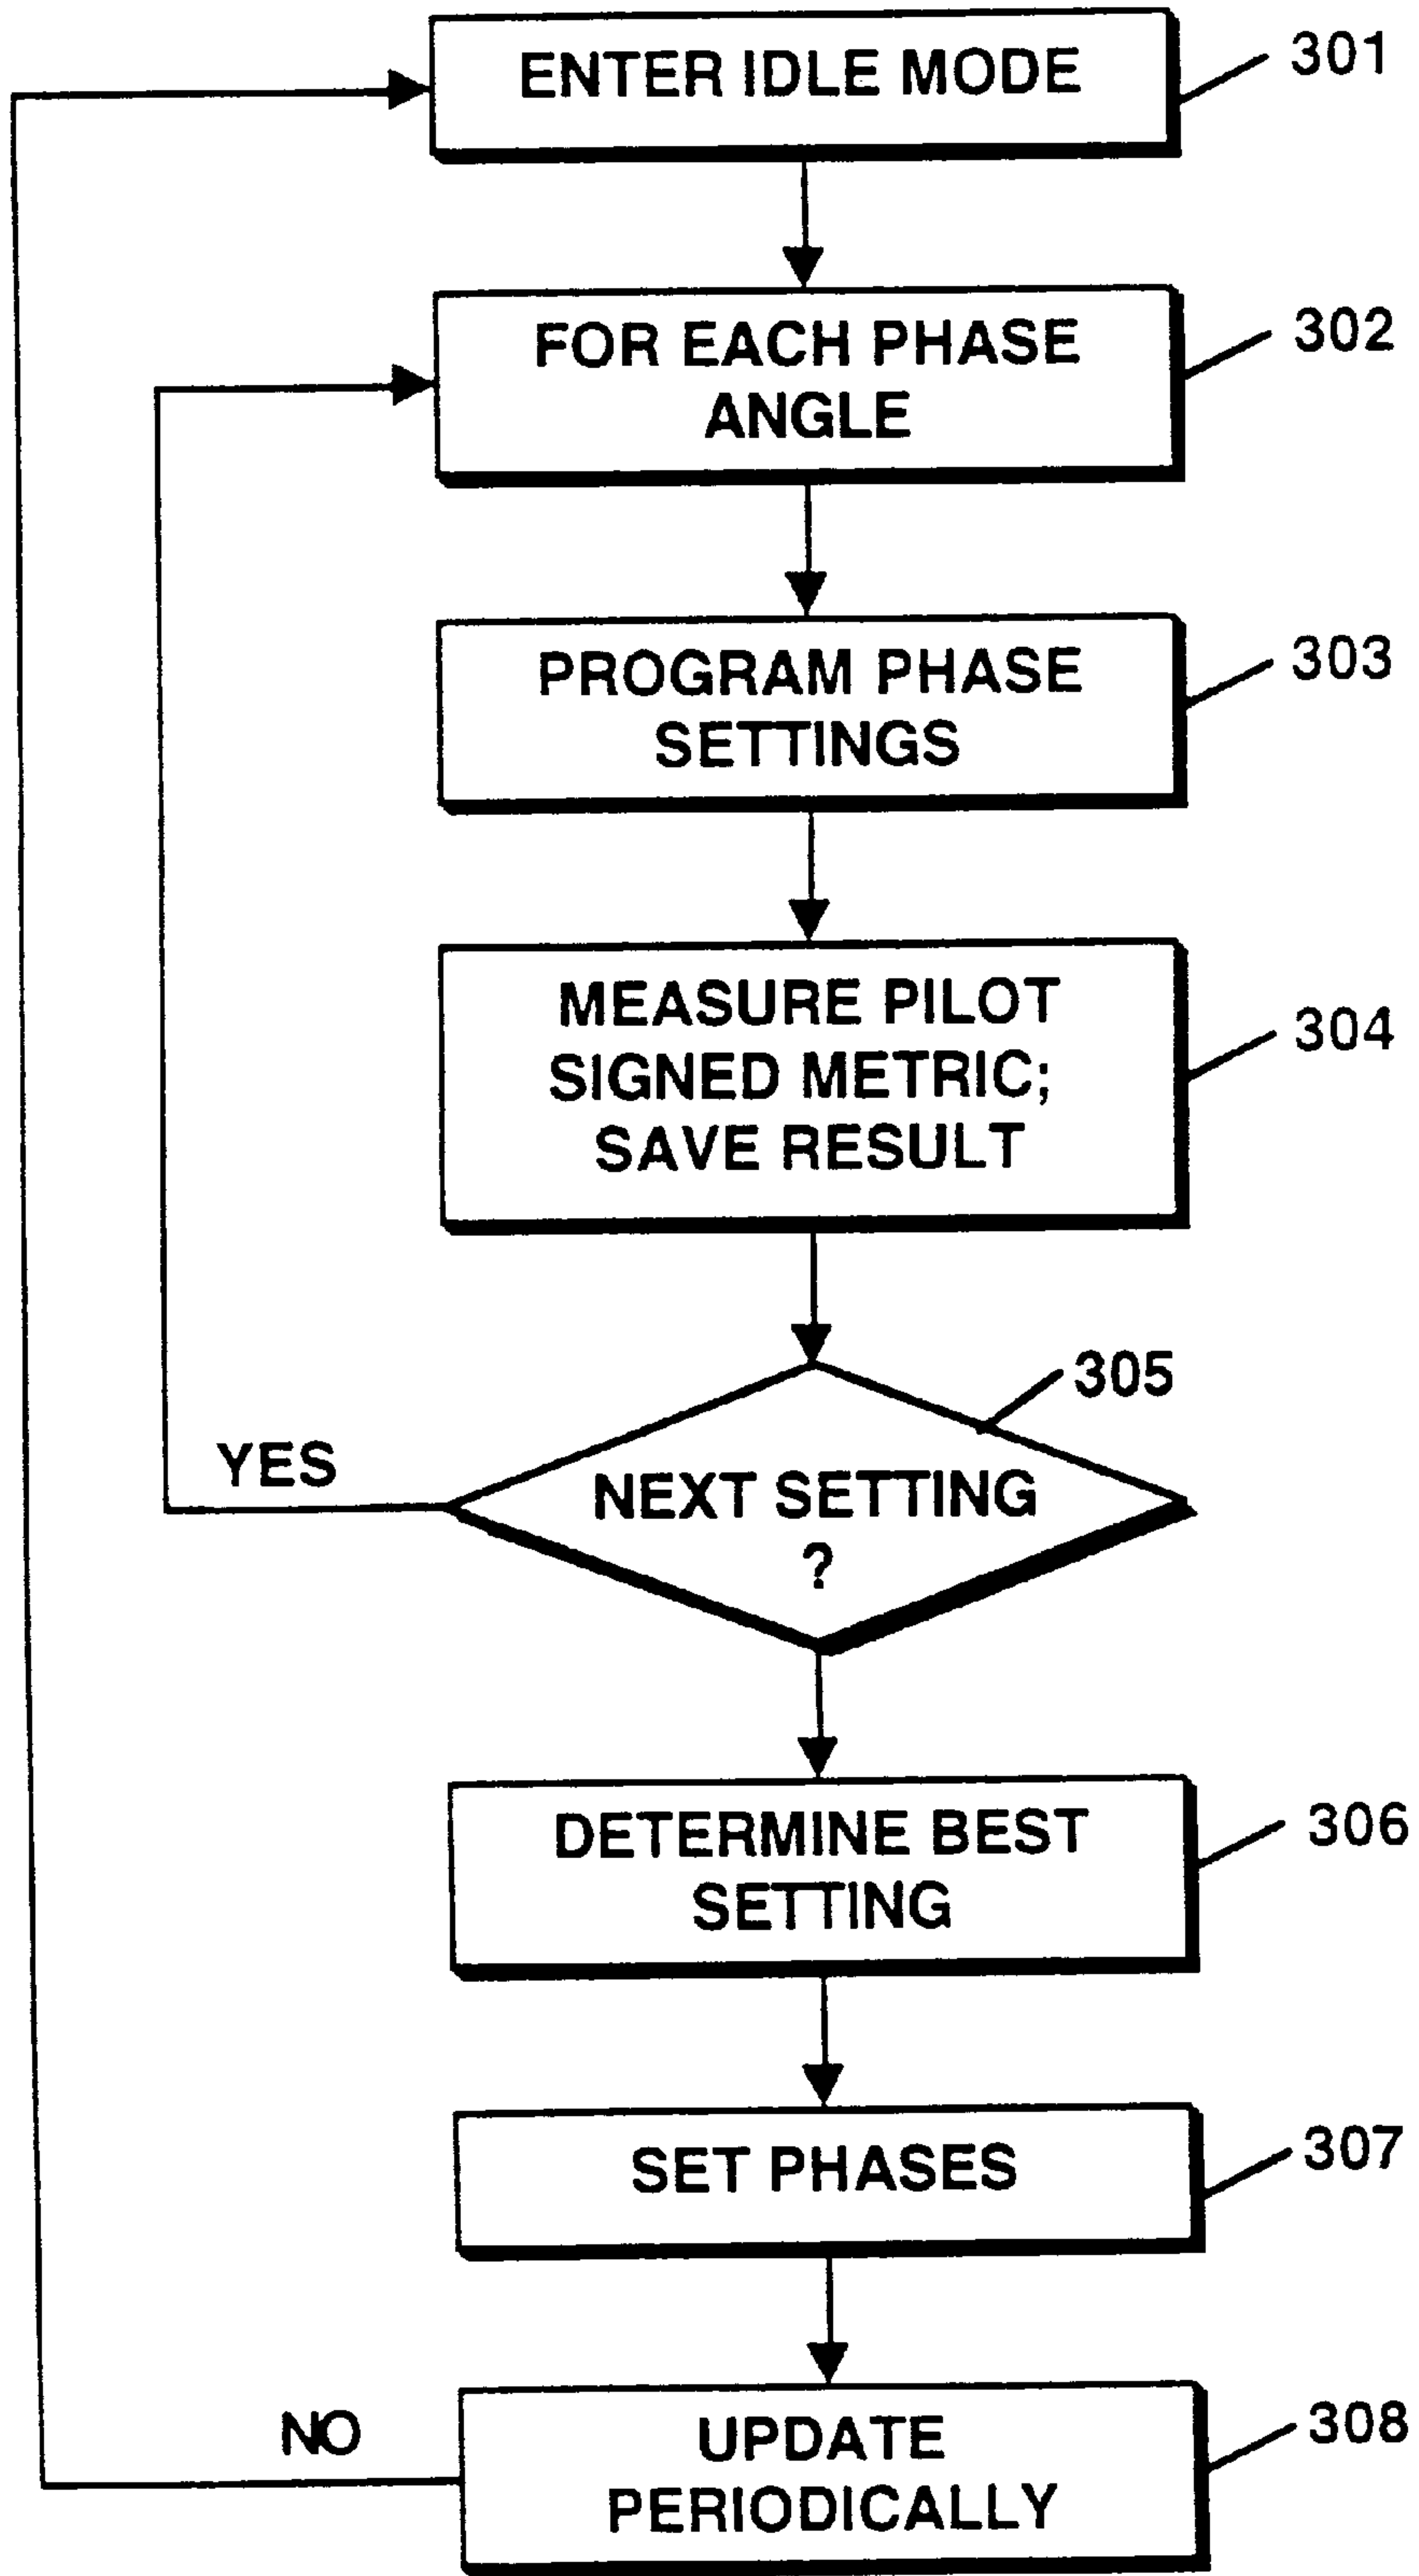 ENTER IDLE MODE
301
FOR EACH PHASE
ANGLE
302
PROGRAM PHASE
SETTINGS
303
MEASURE PILOT
SIGNED METRIC;
SAVE RESULT
304
305
YES
NEXT SETTING
?
DETERMINE BEST
SETTING
306
SET PHASES
307
NO
UPDATE
PERIODICALLY
308